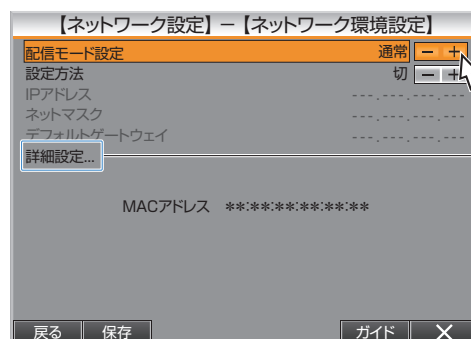 【ネットワーク設定】 － 【ネットワーク環境設定】
配信モード設定 通常 － ＋
設定方法 切 － ＋
IPアドレス ---.---.---.---
ネットマスク ---.---.---.---
デフォルトゲートウェイ ---.---.---.---
詳細設定...
MACアドレス **:**:**:**:**:**
戻る 保存 ガイド ×